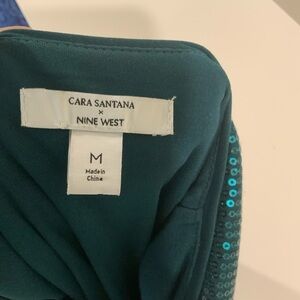 CARA SANTANA
×
NINE WEST
M
Made in
China